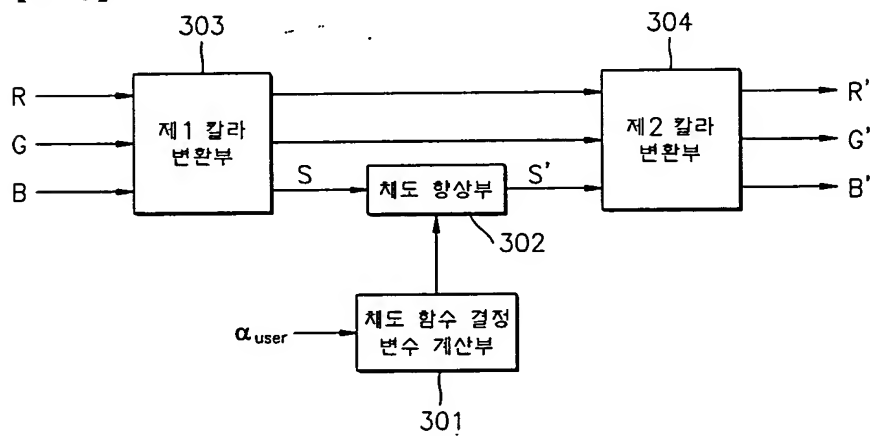 303
304
R
G
B
제1 칼라
변환부
제2 칼라
변환부
R'
G'
B'
S
채도 향상부
S'
302
αuser
채도 함수 결정
변수 계산부
301